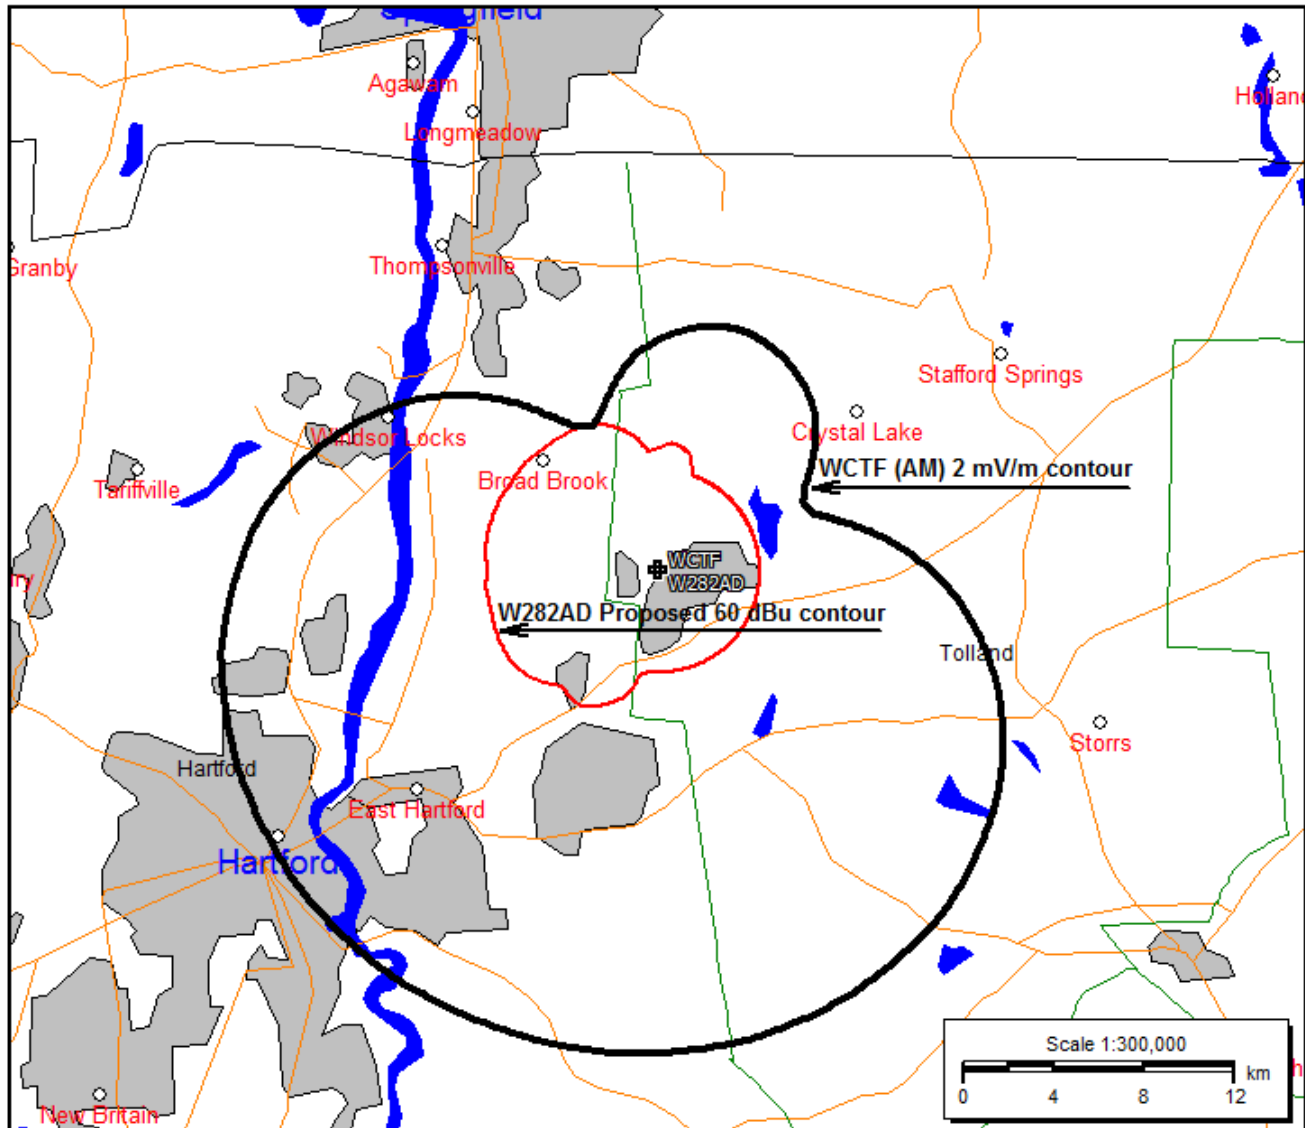 Springfield
Agawam
Longmeadow
Granby
Thompsonville
Stafford Springs
Crystal Lake
Windsor Locks
WCTF (AM) 2 mV/m contour
Broad Brook
Tariffville
WCTF
W282AD
W282AD Proposed 60 dBu contour
Tolland
Storrs
Hartford
East Hartford
Hartford
Scale 1:300,000
km
0 4 8 12
New Britain